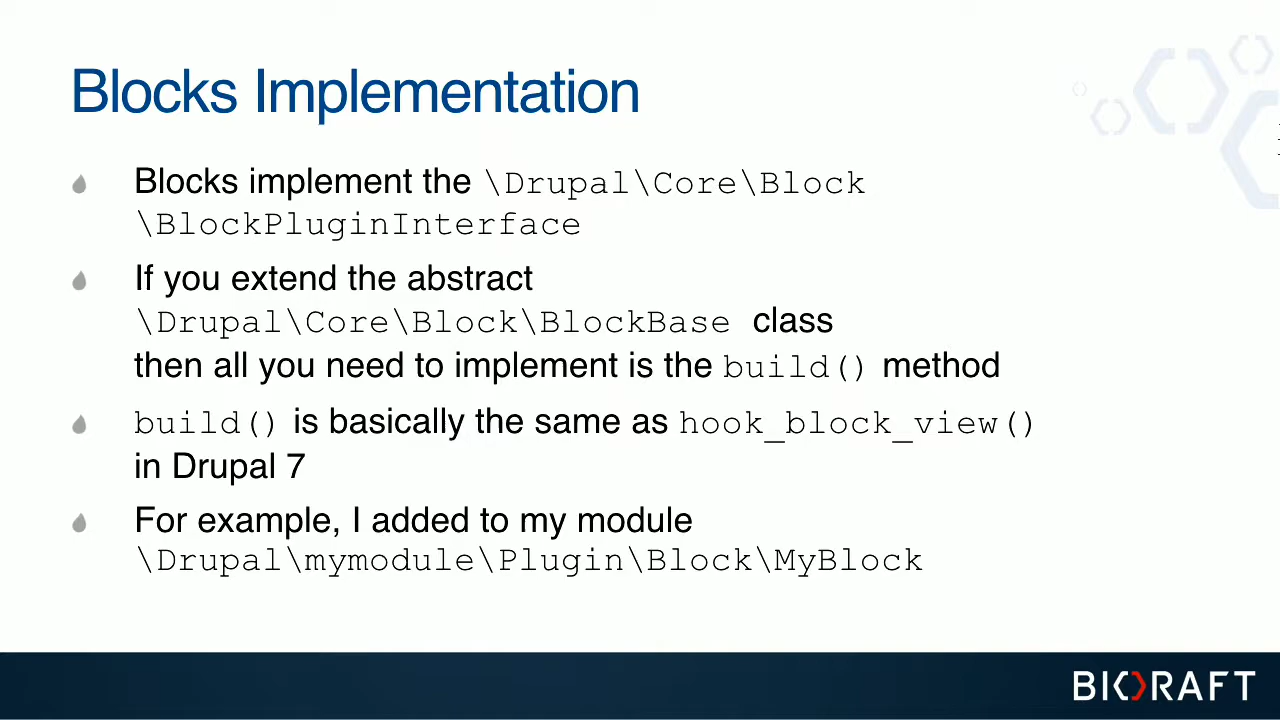 Blocks Implementation
Blocks implement the \Drupal\Core\Block
\BlockPluginInterface
If you extend the abstract
\Drupal\Core\Block\BlockBase class
then all you need to implement is the build() method
build() is basically the same as hook_block_view()
in Drupal 7
For example, I added to my module
\Drupal\mymodule\Plugin\Block\MyBlock
BIORAFT